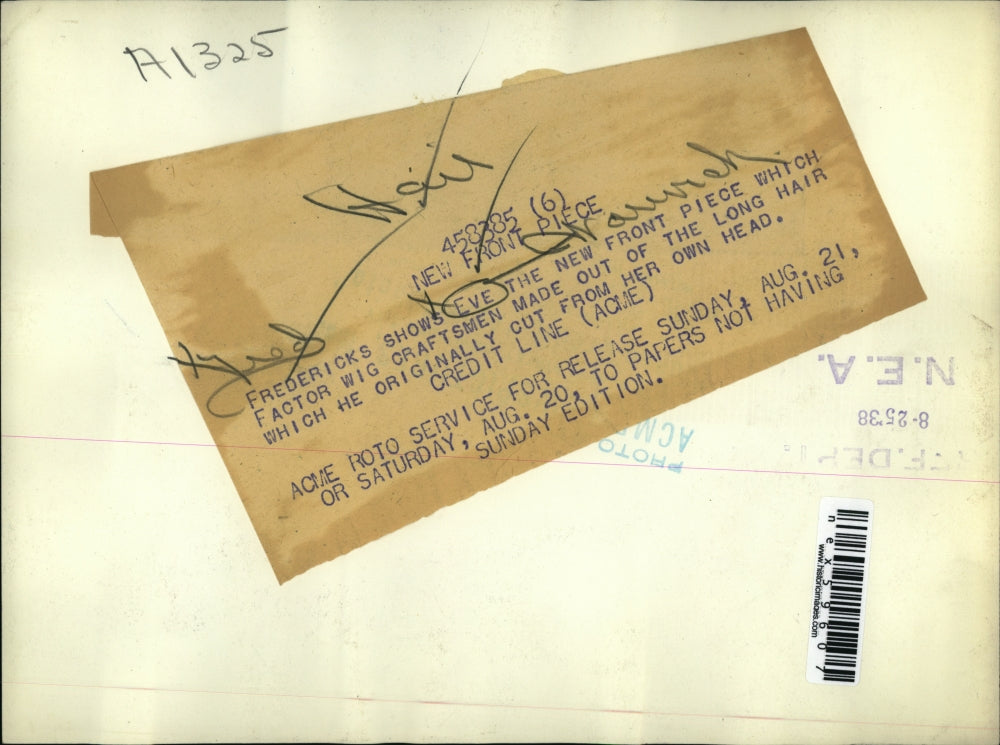 A1325
Hair
458385 (6)
NEW FRONT PIECE
FREDERICKS SHOWS EVE THE NEW FRONT PIECE WHICH
FACTOR WIG CRAFTSMEN MADE OUT OF THE LONG HAIR
WHICH HE ORIGINALLY CUT FROM HER OWN HEAD.
CREDIT LINE (ACME)
ACME ROTO SERVICE FOR RELEASE SUNDAY, AUG. 21,
OR SATURDAY, AUG. 20, TO PAPERS NOT HAVING
SUNDAY EDITION.
N.E.A.
8-25'38
PHOTO
ACME
nex59607
www.historicimages.com